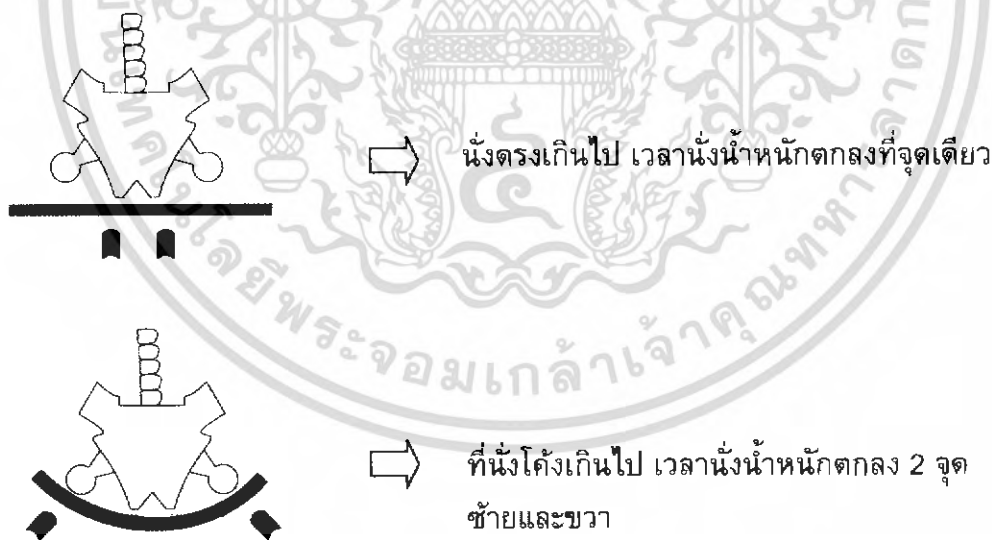 นั่งตรงเกินไป เวลานั่งน้ำหนักตกลงที่จุดเดียว
ที่นั่งโค้งเกินไป เวลานั่งน้ำหนักตกลง 2 จุด
ซ้ายและขวา